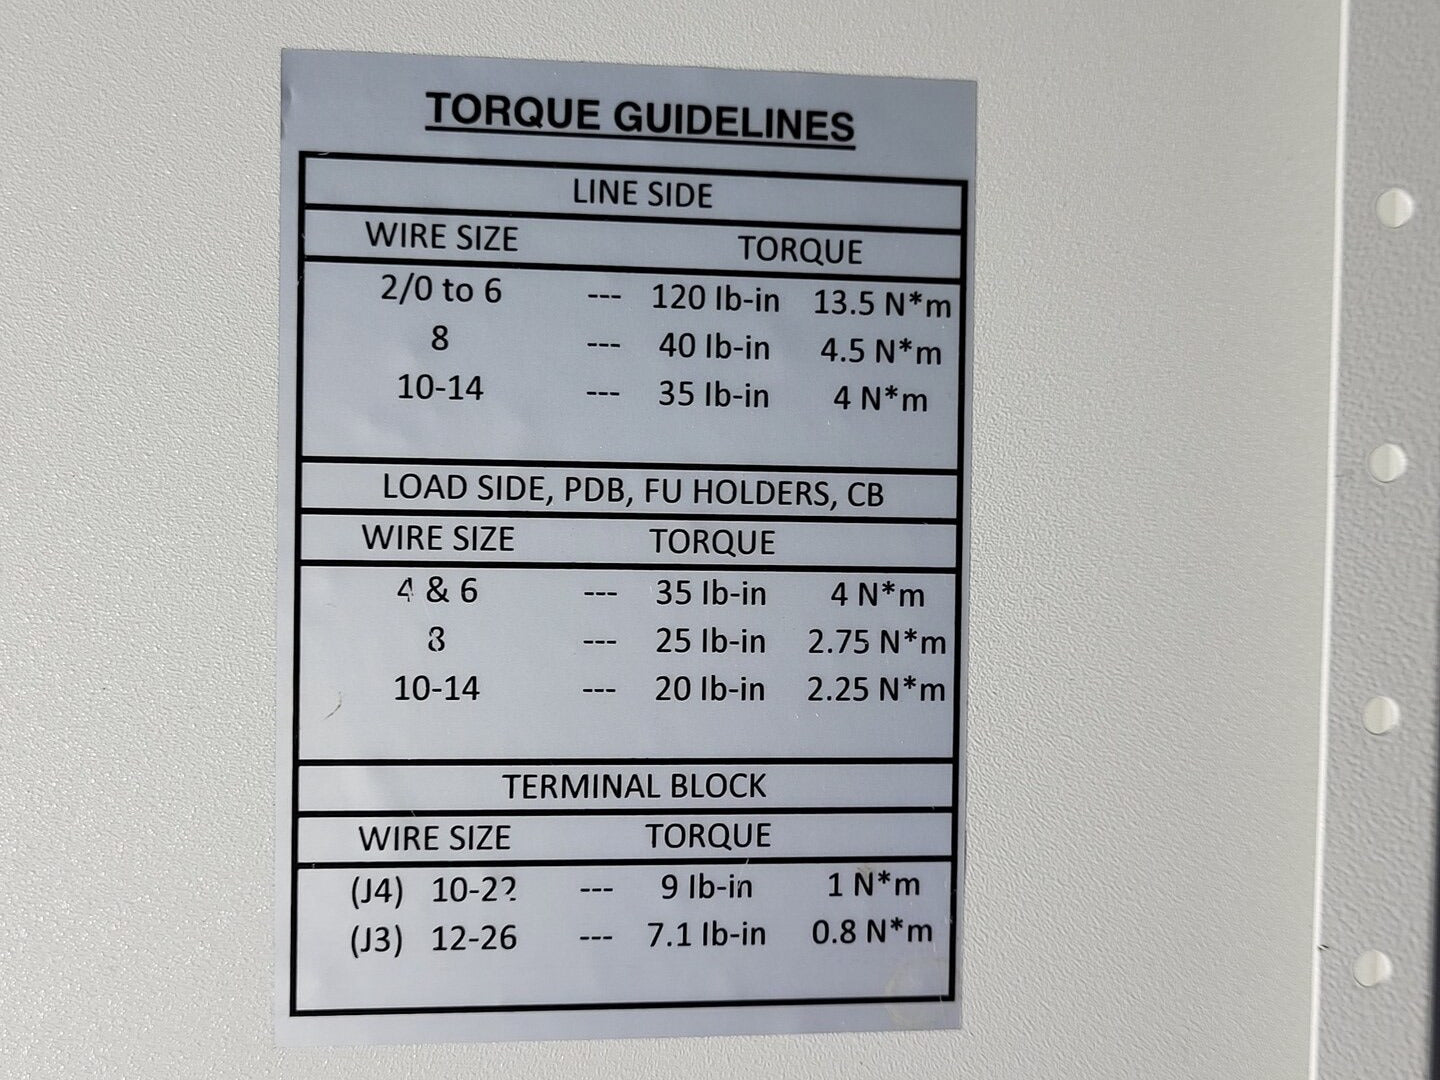 TORQUE GUIDELINES
LINE SIDE
WIRE SIZE TORQUE
2/0 to 6 --- 120 lb-in 13.5 N*m
8 --- 40 lb-in 4.5 N*m
10-14 --- 35 lb-in 4 N*m
LOAD SIDE, PDB, FU HOLDERS, CB
WIRE SIZE TORQUE
4 & 6 --- 35 lb-in 4 N*m
8 --- 25 lb-in 2.75 N*m
10-14 --- 20 lb-in 2.25 N*m
TERMINAL BLOCK
WIRE SIZE TORQUE
(J4) 10-22 --- 9 lb-in 1 N*m
(J3) 12-26 --- 7.1 lb-in 0.8 N*m